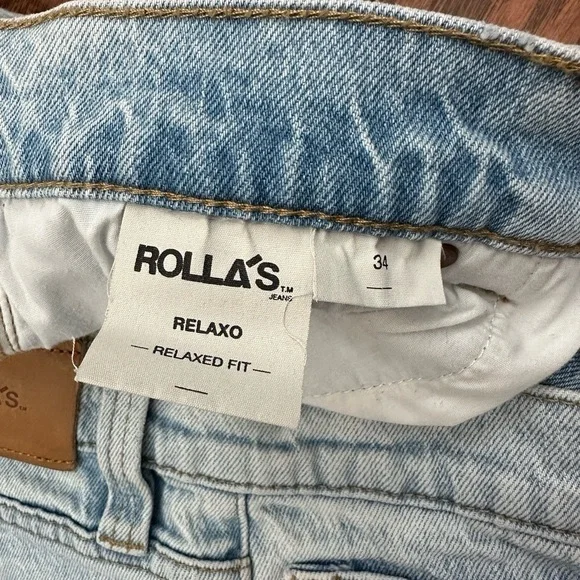 ROLLA'S T.M
JEANS
34
RELAXO
— RELAXED FIT —
A'S TM